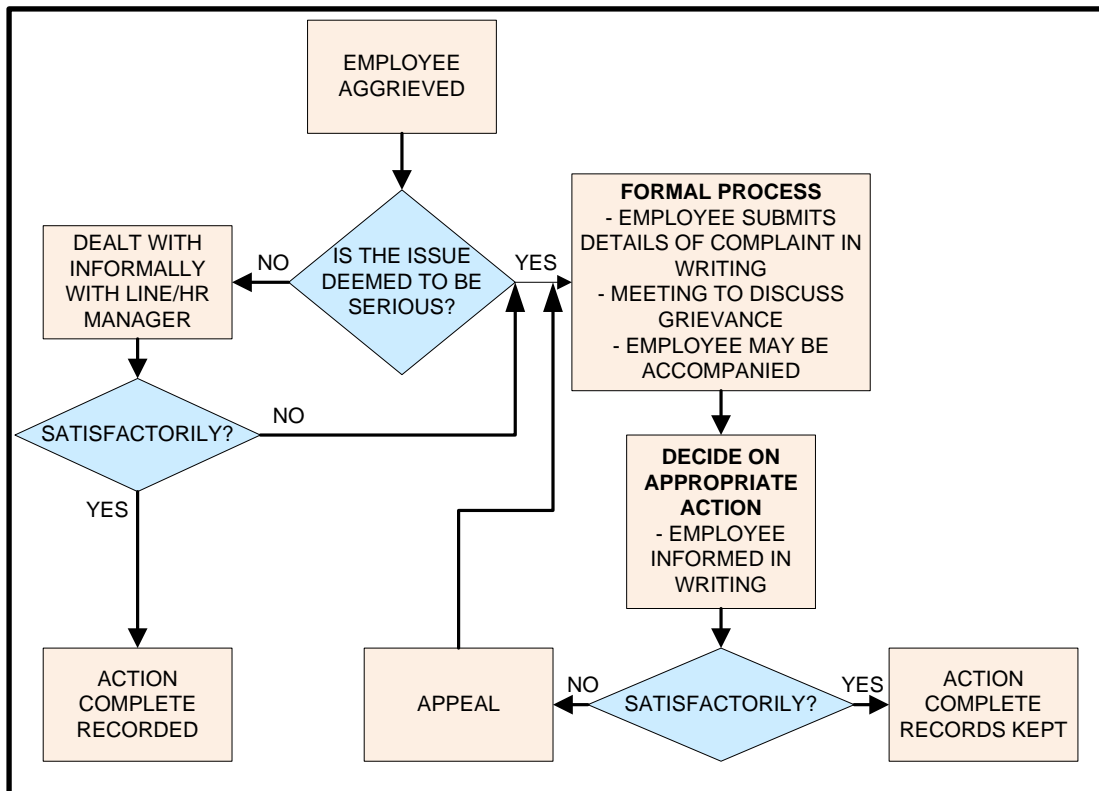 EMPLOYEE
AGGRIEVED
IS THE ISSUE
DEEMED TO BE
SERIOUS?
NO
YES
DEALT WITH
INFORMALLY
WITH LINE/HR
MANAGER
SATISFACTORILY?
NO
YES
ACTION
COMPLETE
RECORDED
FORMAL PROCESS
- EMPLOYEE SUBMITS
DETAILS OF COMPLAINT IN
WRITING
- MEETING TO DISCUSS
GRIEVANCE
- EMPLOYEE MAY BE
ACCOMPANIED
DECIDE ON
APPROPRIATE
ACTION
- EMPLOYEE
INFORMED IN
WRITING
SATISFACTORILY?
NO
YES
APPEAL
ACTION
COMPLETE
RECORDS KEPT